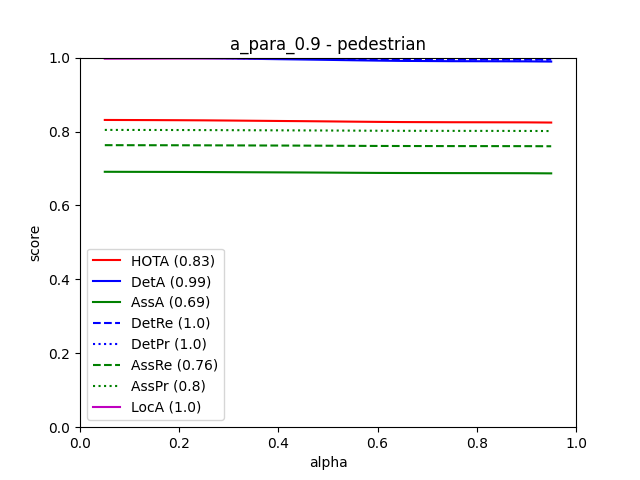 a_para_0.9 - pedestrian
1.0
0.8
0.6
0.4
0.2
0.0
score
HOTA (0.83)
DetA (0.99)
AssA (0.69)
DetRe (1.0)
DetPr (1.0)
AssRe (0.76)
AssPr (0.8)
LocA (1.0)
0.0 0.2 0.4 0.6 0.8 1.0
alpha